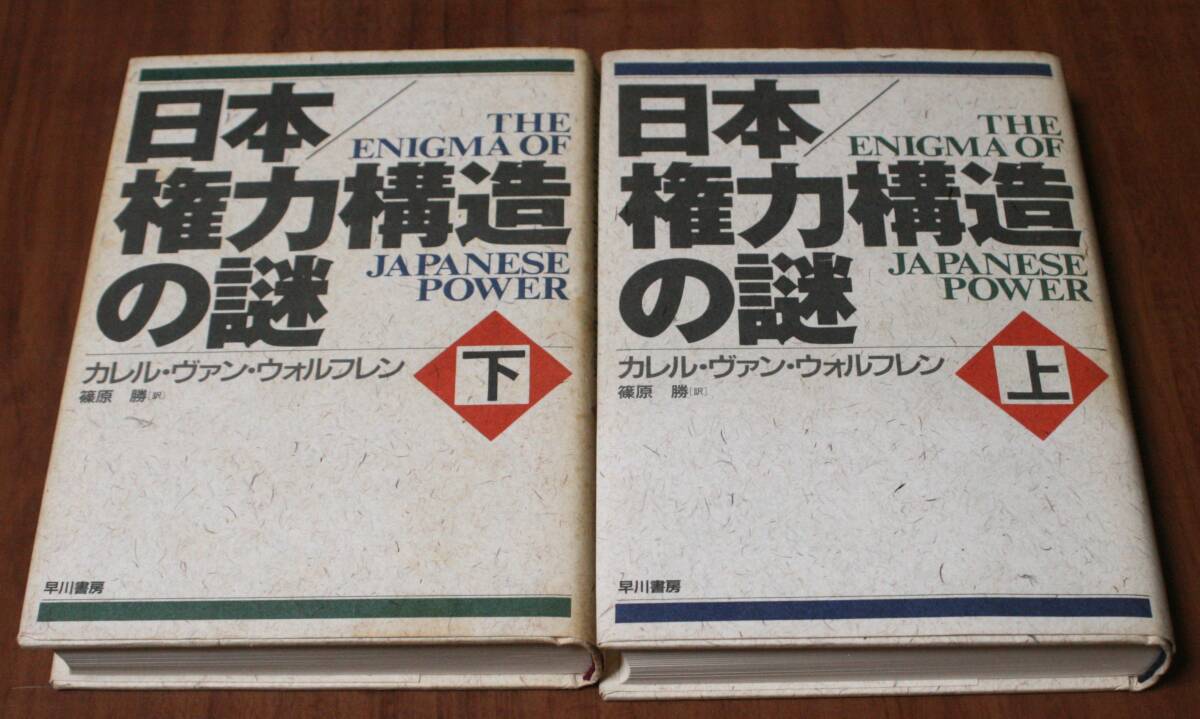 日本/
THE
ENIGMA OF
権力構造
JAPANESE
POWER
の謎
カレル・ヴァン・ウォルフレン
篠原 勝[訳]
下
早川書房
日本/
THE
ENIGMA OF
権力構造
JAPANESE
POWER
の謎
カレル・ヴァン・ウォルフレン
篠原 勝[訳]
上
早川書房